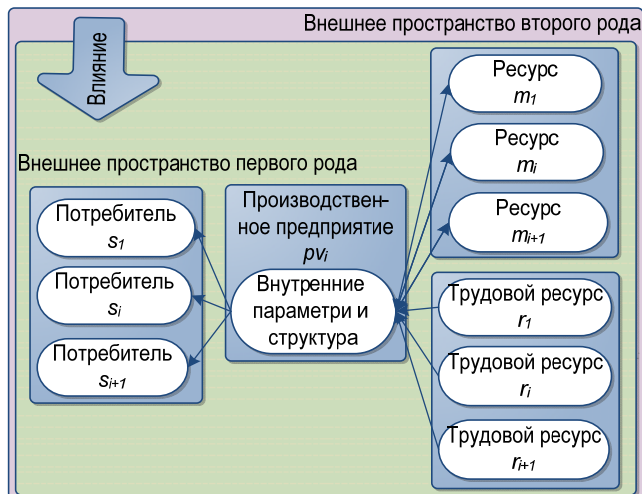 Внешнее пространство второго рода
Влияние
Внешнее пространство первого рода
Потребитель
s1
Потребитель
si
Потребитель
si+1
Производствен-
ное предприятие
pvi
Внутренние
параметри и
структура
Ресурс
m1
Ресурс
mi
Ресурс
mi+1
Трудовой ресурс
r1
Трудовой ресурс
ri
Трудовой ресурс
ri+1